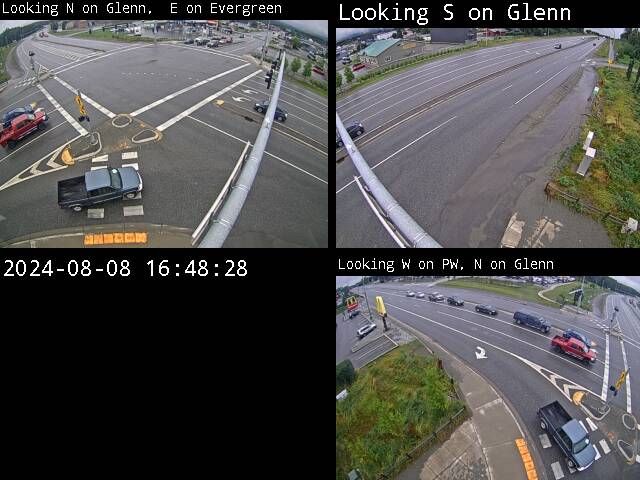 Looking N on Glenn,  E on Evergreen
Looking S on Glenn
2024-08-08 16:48:28
Looking W on PW, N on Glenn